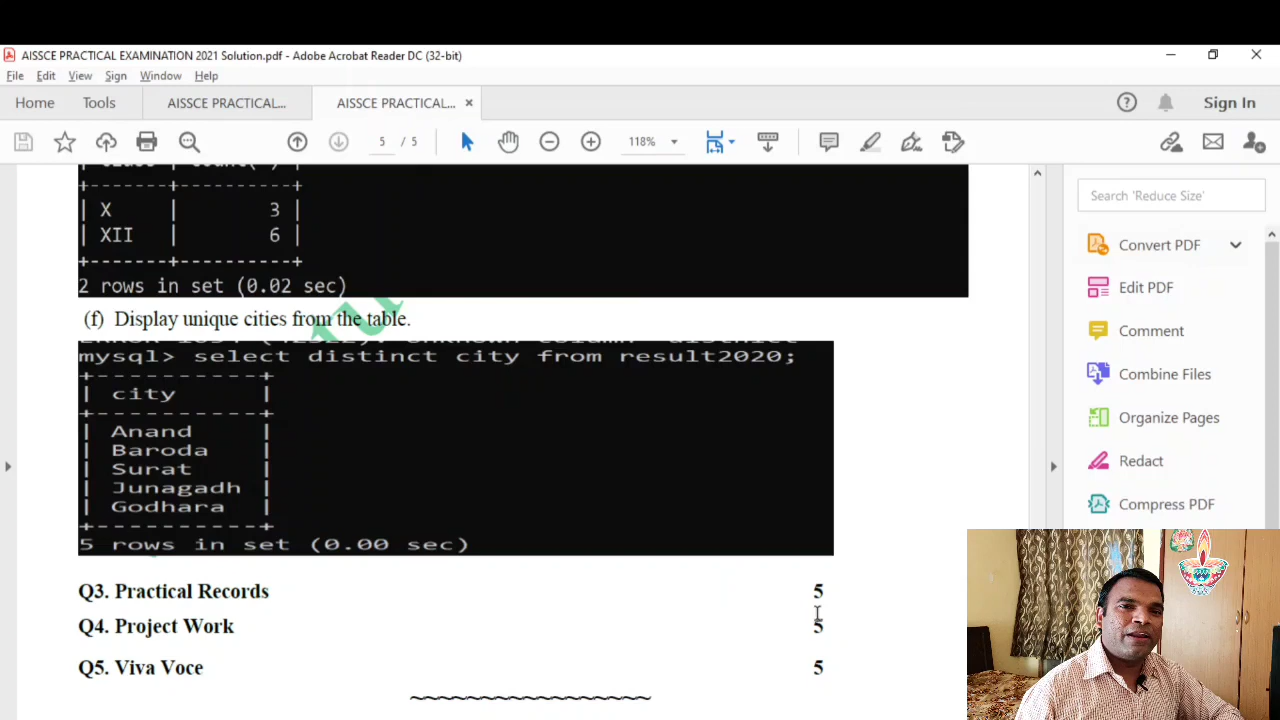 AISSCE PRACTICAL EXAMINATION 2021 Solution.pdf - Adobe Acrobat Reader DC (32-bit)
File Edit View Sign Window Help
Home Tools AISSCE PRACTICAL... AISSCE PRACTICAL... × Sign In
5 / 5 118%
Search 'Reduce Size'
+-------+----------+
| X | 3 |
| XII | 6 |
+-------+----------+
2 rows in set (0.02 sec)
(f) Display unique cities from the table.
mysql> select distinct city from result2020;
+----------+
| city |
+----------+
| Anand |
| Baroda |
| Surat |
| Junagadh |
| Godhara |
+----------+
5 rows in set (0.00 sec)
Q3. Practical Records 5
Q4. Project Work 5
Q5. Viva Voce 5
~~~~~~~~~~~~~~~~~
Convert PDF
Edit PDF
Comment
Combine Files
Organize Pages
Redact
Compress PDF